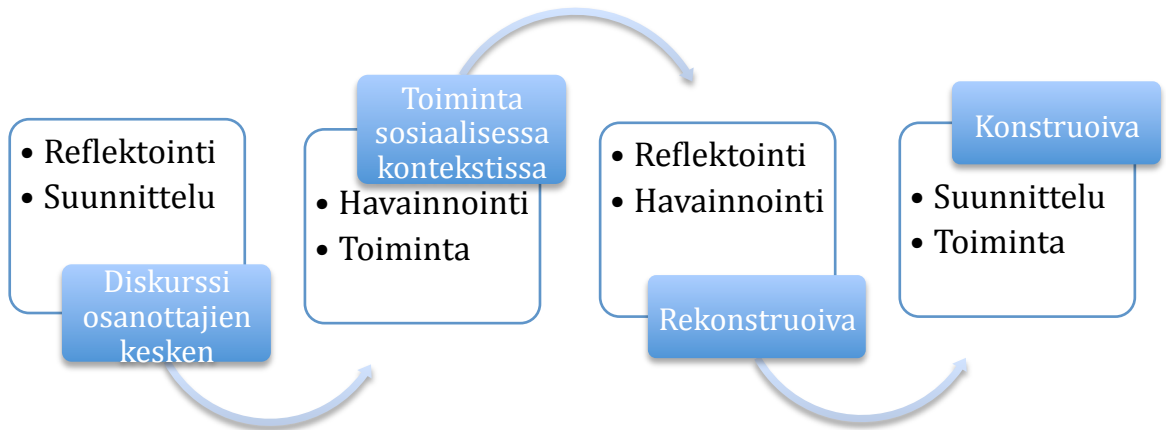 • Reflektointi
• Suunnittelu
Diskurssi
osanottajien
kesken
Toiminta
sosiaalisessa
kontekstissa
• Havainnointi
• Toiminta
• Reflektointi
• Havainnointi
Rekonstruoiva
Konstruoiva
• Suunnittelu
• Toiminta